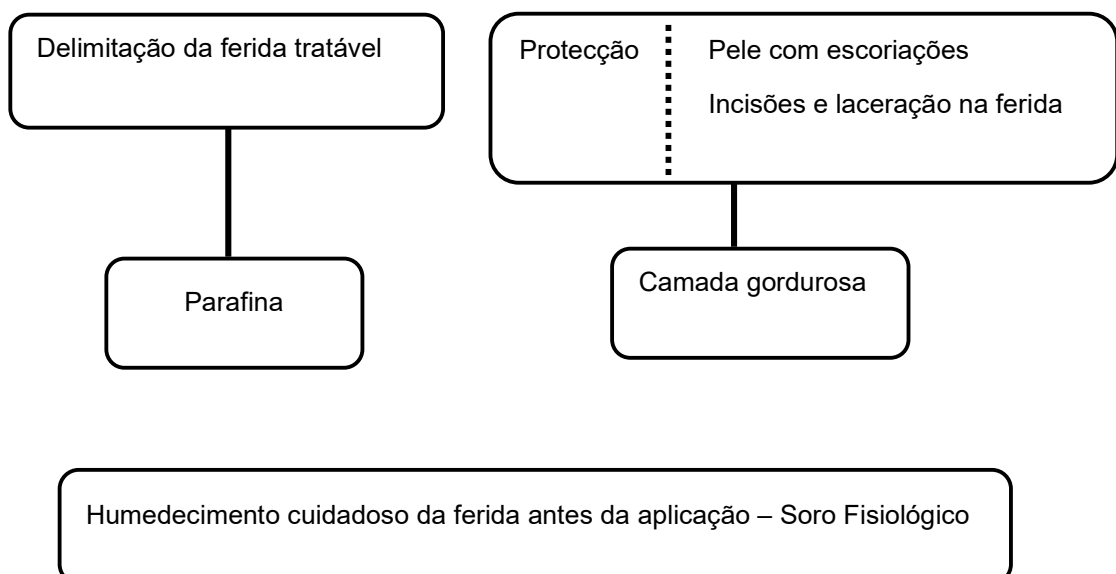 Delimitação da ferida tratável
Protecção
Pele com escoriações
Incisões e laceração na ferida
Parafina
Camada gordurosa
Humedecimento cuidadoso da ferida antes da aplicação – Soro Fisiológico